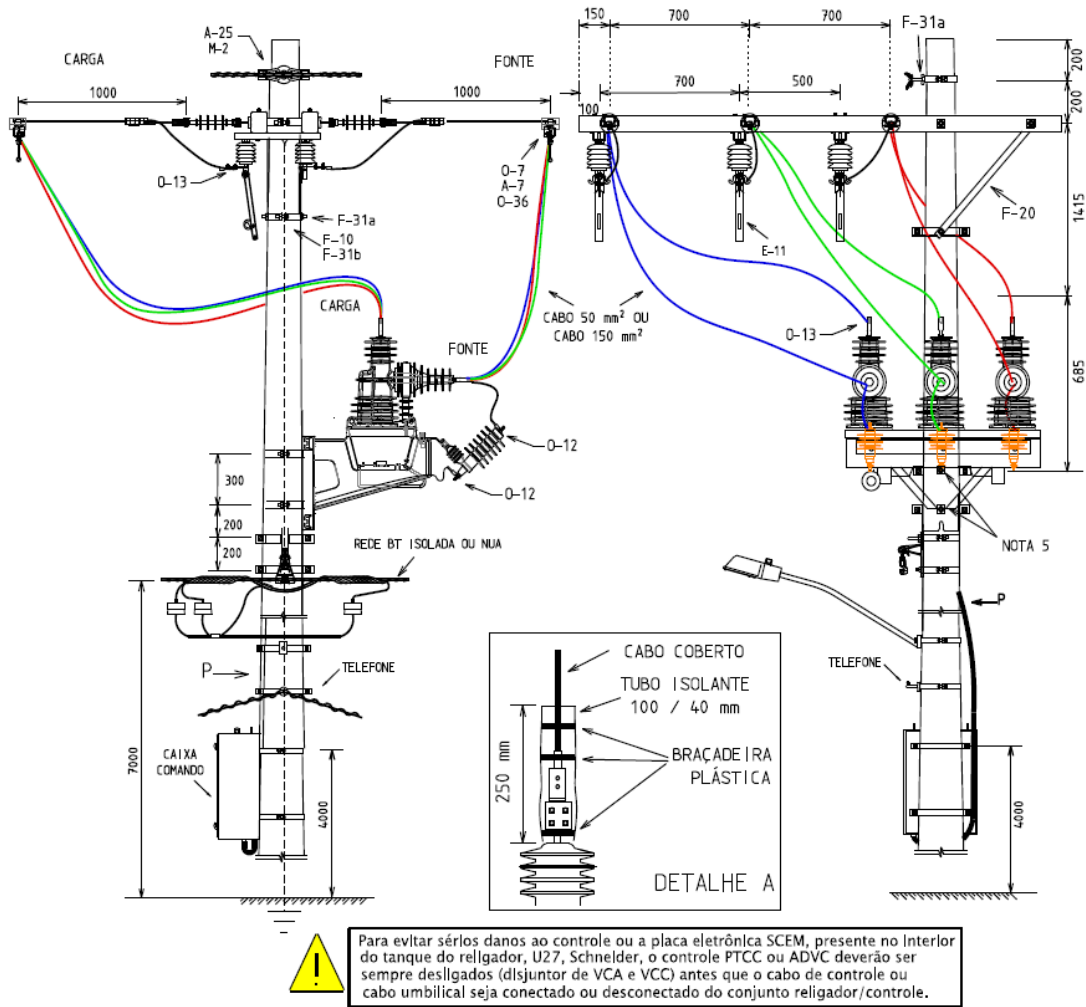 150
700
700
F-31a
A-25
M-2
CARGA
FONTE
200
1000
1000
700
500
200
100
O-13
O-7
A-7
O-36
F-31a
F-10
F-31b
F-20
1415
E-11
CARGA
CABO 50 mm² OU
CABO 150 mm²
O-13
FONTE
685
O-12
300
O-12
200
REDE BT ISOLADA OU NUA
200
NOTA 5
P
P
TELEFONE
TELEFONE
CABO COBERTO
TUBO ISOLANTE
100 / 40 mm
7000
CAIXA
COMANDO
250 mm
BRAÇADEIRA
PLÁSTICA
4000
4000
DETALHE A
Para evitar sérios danos ao controle ou a placa eletrônica SCEM, presente no interior
do tanque do religador, U27, Schneider, o controle PTCC ou ADVC deverão ser
sempre desligados (disjuntor de VCA e VCC) antes que o cabo de controle ou
cabo umbilical seja conectado ou desconectado do conjunto religador/controle.